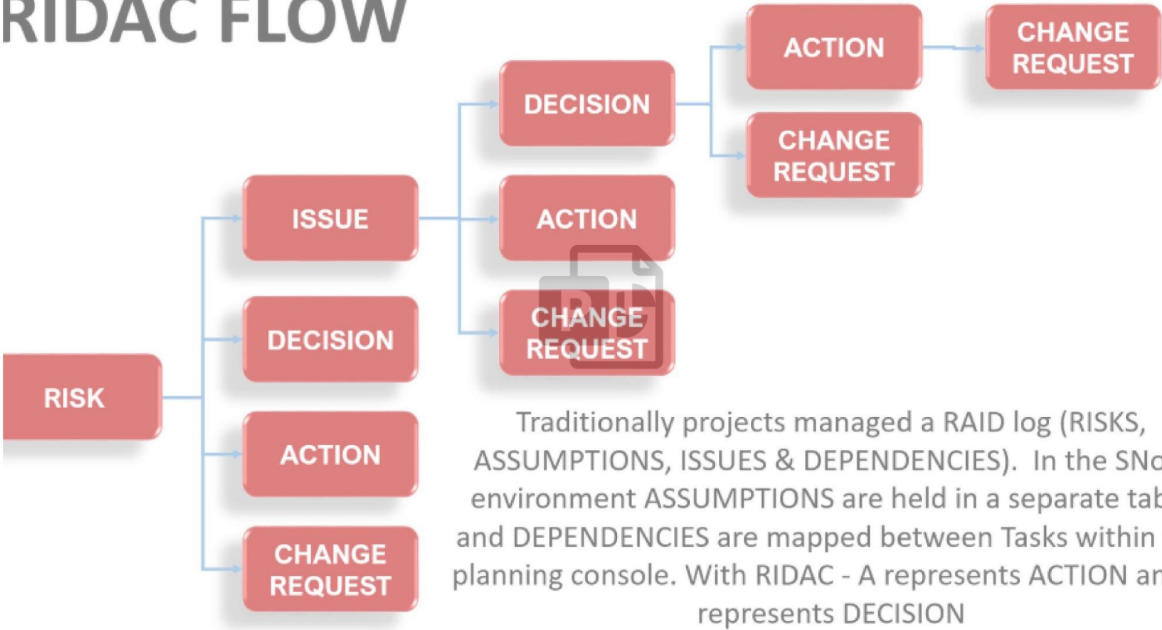 RIDAC FLOW
ACTION
CHANGE
REQUEST
DECISION
CHANGE
REQUEST
ISSUE
ACTION
CHANGE
REQUEST
DECISION
RISK
ACTION
CHANGE
REQUEST
Traditionally projects managed a RAID log (RISKS,
ASSUMPTIONS, ISSUES & DEPENDENCIES). In the
environment ASSUMPTIONS are held in a separate
and DEPENDENCIES are mapped between Tasks within
planning console. With RIDAC - A represents ACTION
represents DECISION